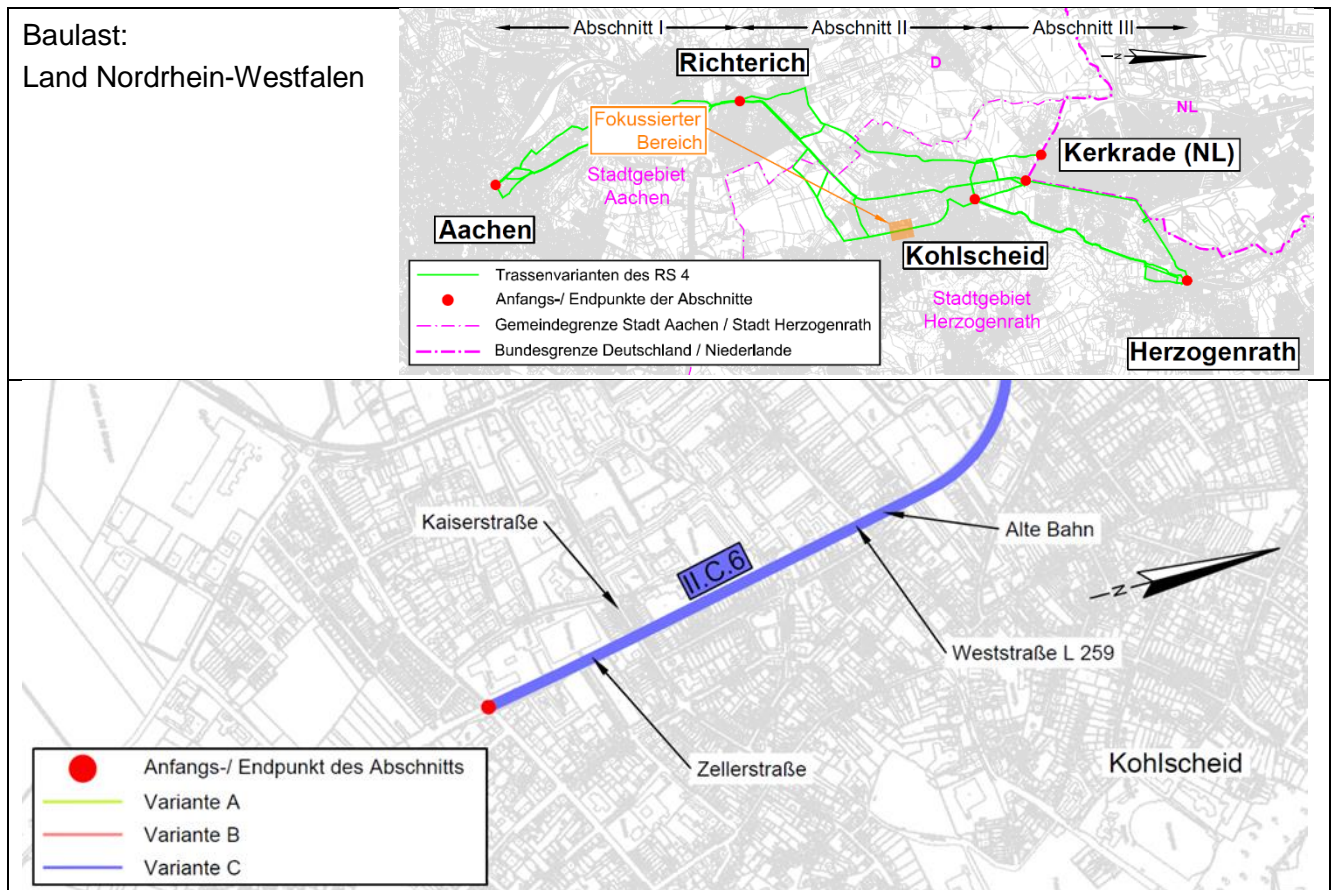 Baulast:
Land Nordrhein-Westfalen
Abschnitt I
Abschnitt II
Abschnitt III
Richterich
D
N
NL
Fokussierter
Bereich
Kerkrade (NL)
Stadtgebiet
Aachen
Aachen
Kohlscheid
Stadtgebiet
Herzogenrath
Herzogenrath
Trassenvarianten des RS 4
Anfangs-/ Endpunkte der Abschnitte
Gemeindegrenze Stadt Aachen / Stadt Herzogenrath
Bundesgrenze Deutschland / Niederlande
Kaiserstraße
II.C.6
Alte Bahn
N
Weststraße L 259
Zellerstraße
Kohlscheid
Anfangs-/ Endpunkt des Abschnitts
Variante A
Variante B
Variante C